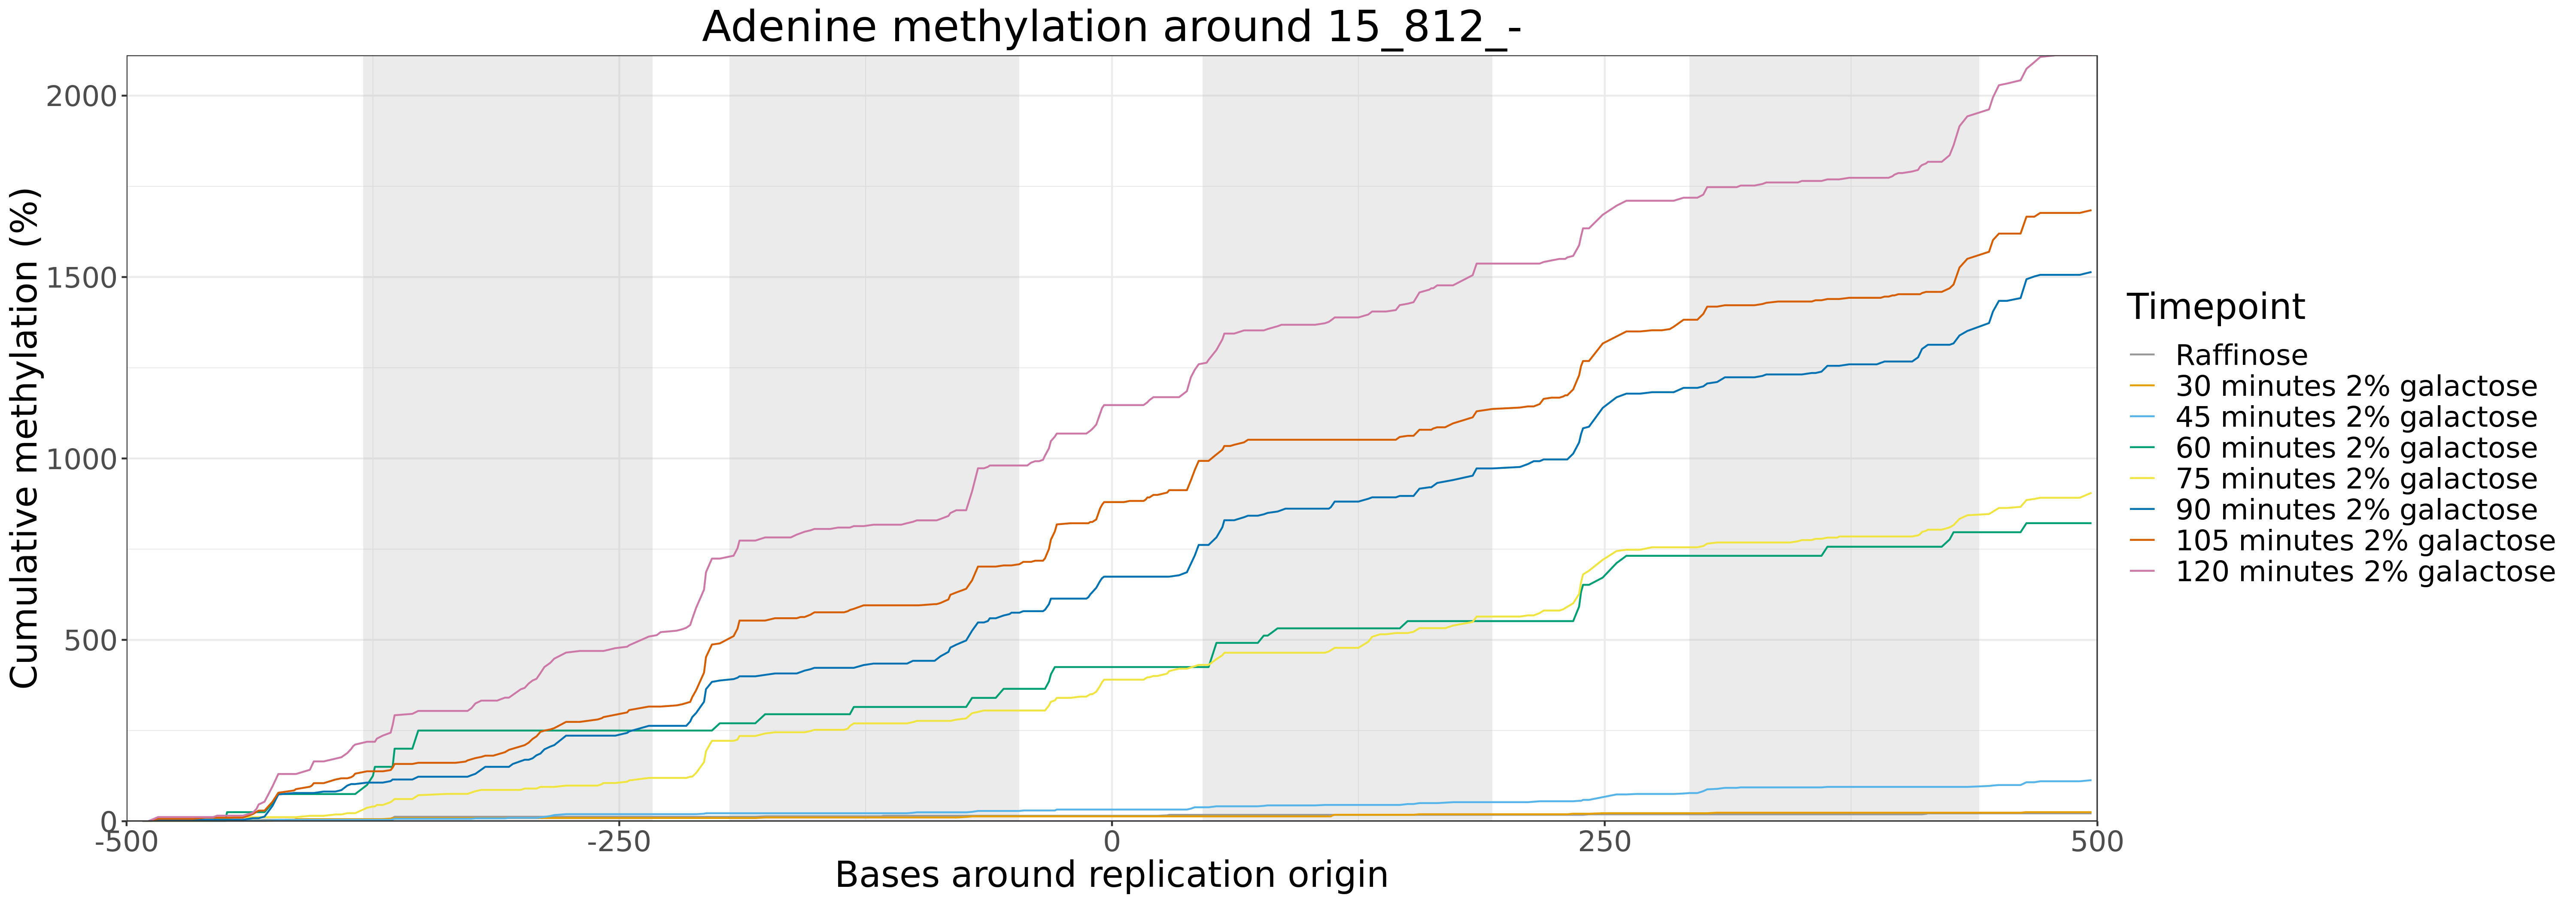 Adenine methylation around 15_812_-
Cumulative methylation (%)
2000
1500
1000
500
0
-500
-250
0
250
500
Bases around replication origin
Timepoint
Raffinose
30 minutes 2% galactose
45 minutes 2% galactose
60 minutes 2% galactose
75 minutes 2% galactose
90 minutes 2% galactose
105 minutes 2% galactose
120 minutes 2% galactose